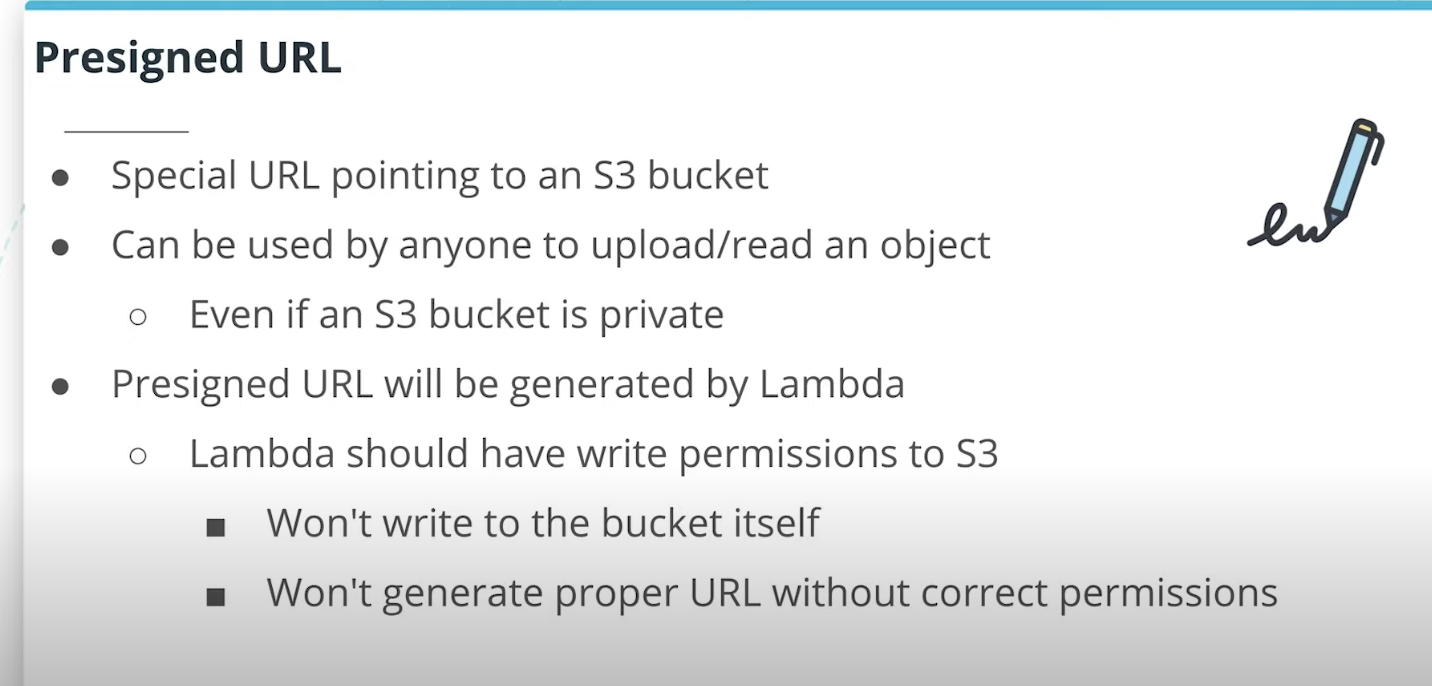 Presigned URL
● Special URL pointing to an S3 bucket
● Can be used by anyone to upload/read an object
○ Even if an S3 bucket is private
● Presigned URL will be generated by Lambda
○ Lambda should have write permissions to S3
■ Won't write to the bucket itself
■ Won't generate proper URL without correct permissions